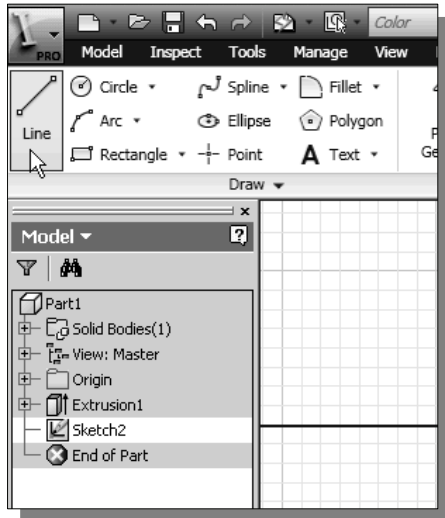 Color
PRO Model Inspect Tools Manage View
Line
Circle Spline Fillet
Arc Ellipse Polygon
Rectangle Point A Text
Draw
x
Model ?
Part1
Solid Bodies(1)
View: Master
Origin
Extrusion1
Sketch2
End of Part